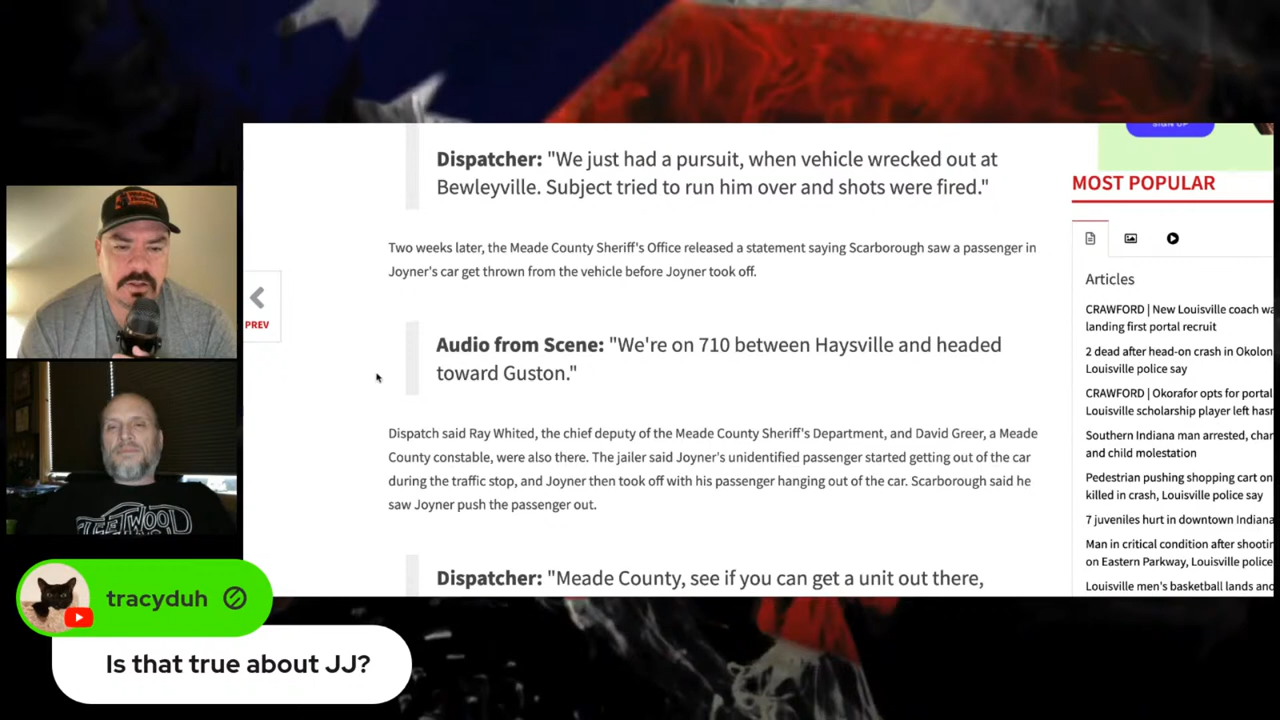 Dispatcher: "We just had a pursuit, when vehicle wrecked out at
Bewleyville. Subject tried to run him over and shots were fired."
Two weeks later, the Meade County Sheriff's Office released a statement saying Scarborough saw a passenger in
Joyner's car get thrown from the vehicle before Joyner took off.
PREV
Audio from Scene: "We're on 710 between Haysville and headed
toward Guston."
Dispatch said Ray Whited, the chief deputy of the Meade County Sheriff's Department, and David Greer, a Meade
County constable, were also there. The jailer said Joyner's unidentified passenger started getting out of the car
during the traffic stop, and Joyner then took off with his passenger hanging out of the car. Scarborough said he
saw Joyner push the passenger out.
Dispatcher: "Meade County, see if you can get a unit out there,
SIGN UP
MOST POPULAR
Articles
CRAWFORD | New Louisville coach wa
landing first portal recruit
2 dead after head-on crash in Okolon
Louisville police say
CRAWFORD | Okorafor opts for portal
Louisville scholarship player left hasn
Southern Indiana man arrested, char
and child molestation
Pedestrian pushing shopping cart on
killed in crash, Louisville police say
7 juveniles hurt in downtown Indiana
Man in critical condition after shootin
on Eastern Parkway, Louisville police
Louisville men's basketball lands and
FLEETWOOD
tracyduh
Is that true about JJ?